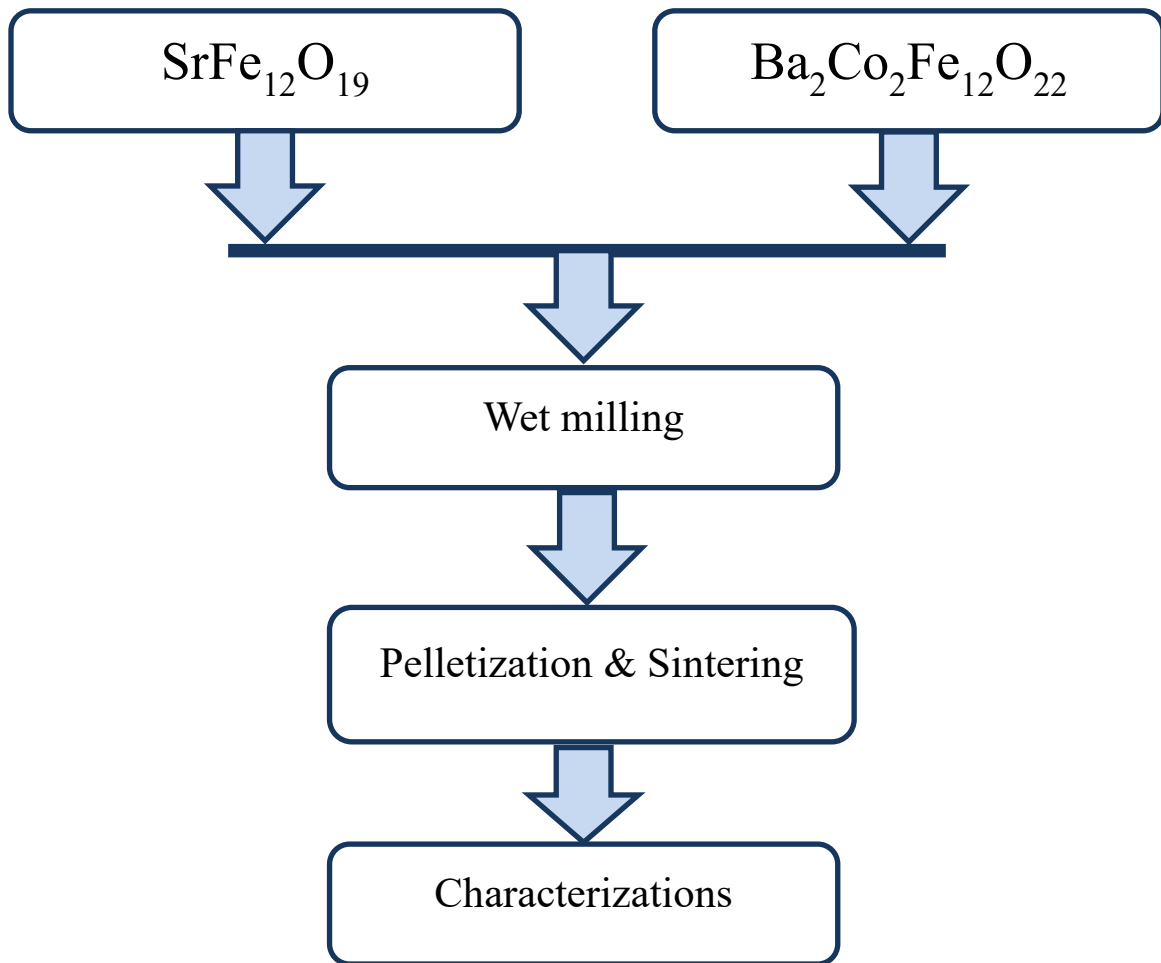 SrFe₁₂O₁₉
Ba₂Co₂Fe₁₂O₂₂
Wet milling
Pelletization & Sintering
Characterizations